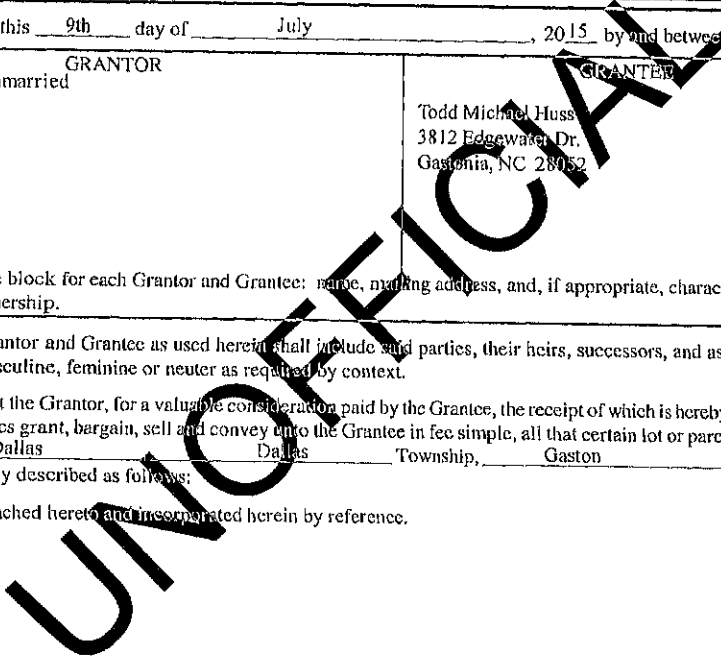 this 9th day of July, 2015 by and betwee
GRANTOR
GRANTEE
married
Todd Michael Huss
3812 Edgewater Dr.
Gastonia, NC 28052
block for each Grantor and Grantee: name, mailing address, and, if appropriate, charac
ership.
antor and Grantee as used herein shall include said parties, their heirs, successors, and as
culine, feminine or neuter as required by context.
t the Grantor, for a valuable consideration paid by the Grantee, the receipt of which is hereby
es grant, bargain, sell and convey unto the Grantee in fee simple, all that certain lot or parc
Dallas Dallas Township, Gaston
y described as follows:
ached hereto and incorporated herein by reference.
UNOFFICIAL